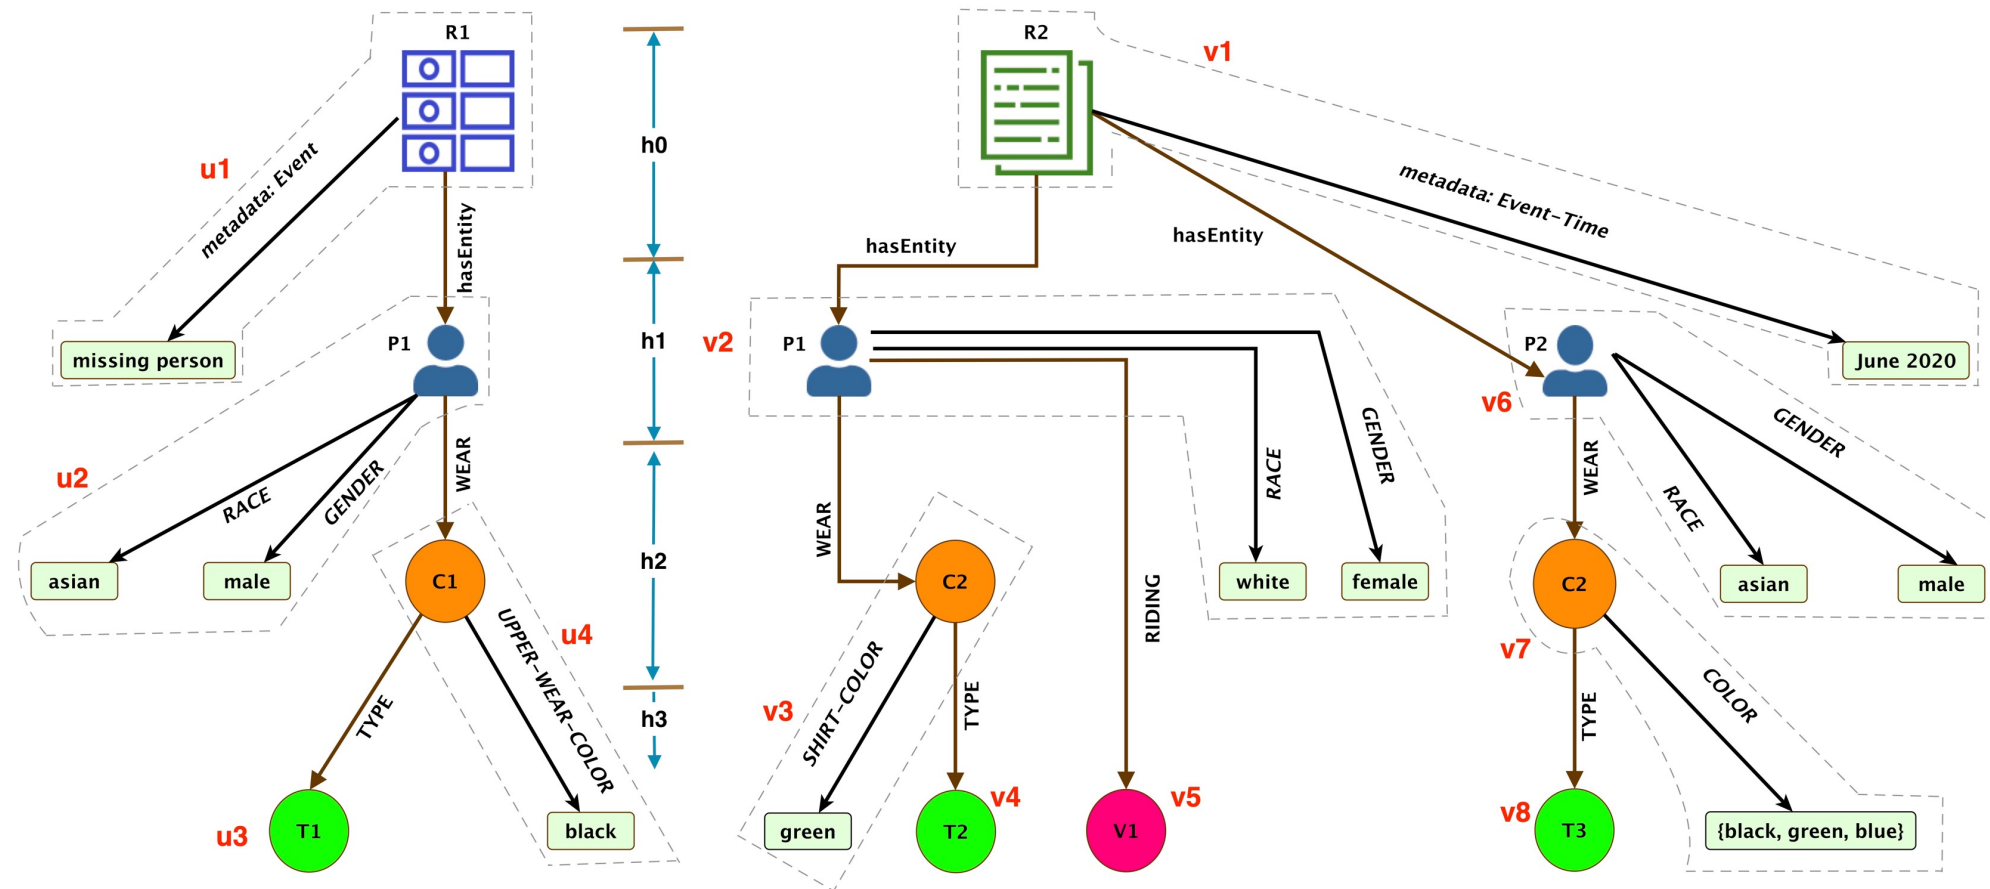 R1
R2
v1
h0
u1
metadata: Event
hasEntity
metadata: Event-Time
hasEntity
hasEntity
missing person
P1
h1
v2
P1
P2
June 2020
v6
u2
RACE
GENDER
WEAR
WEAR
RACE
GENDER
WEAR
RACE
GENDER
asian
male
C1
h2
C2
white
female
C2
asian
male
u4
UPPER-WEAR-COLOR
RIDING
v7
TYPE
h3
v3
SHIRT-COLOR
TYPE
TYPE
COLOR
v4
v5
v8
u3
T1
black
green
T2
V1
T3
{black, green, blue}